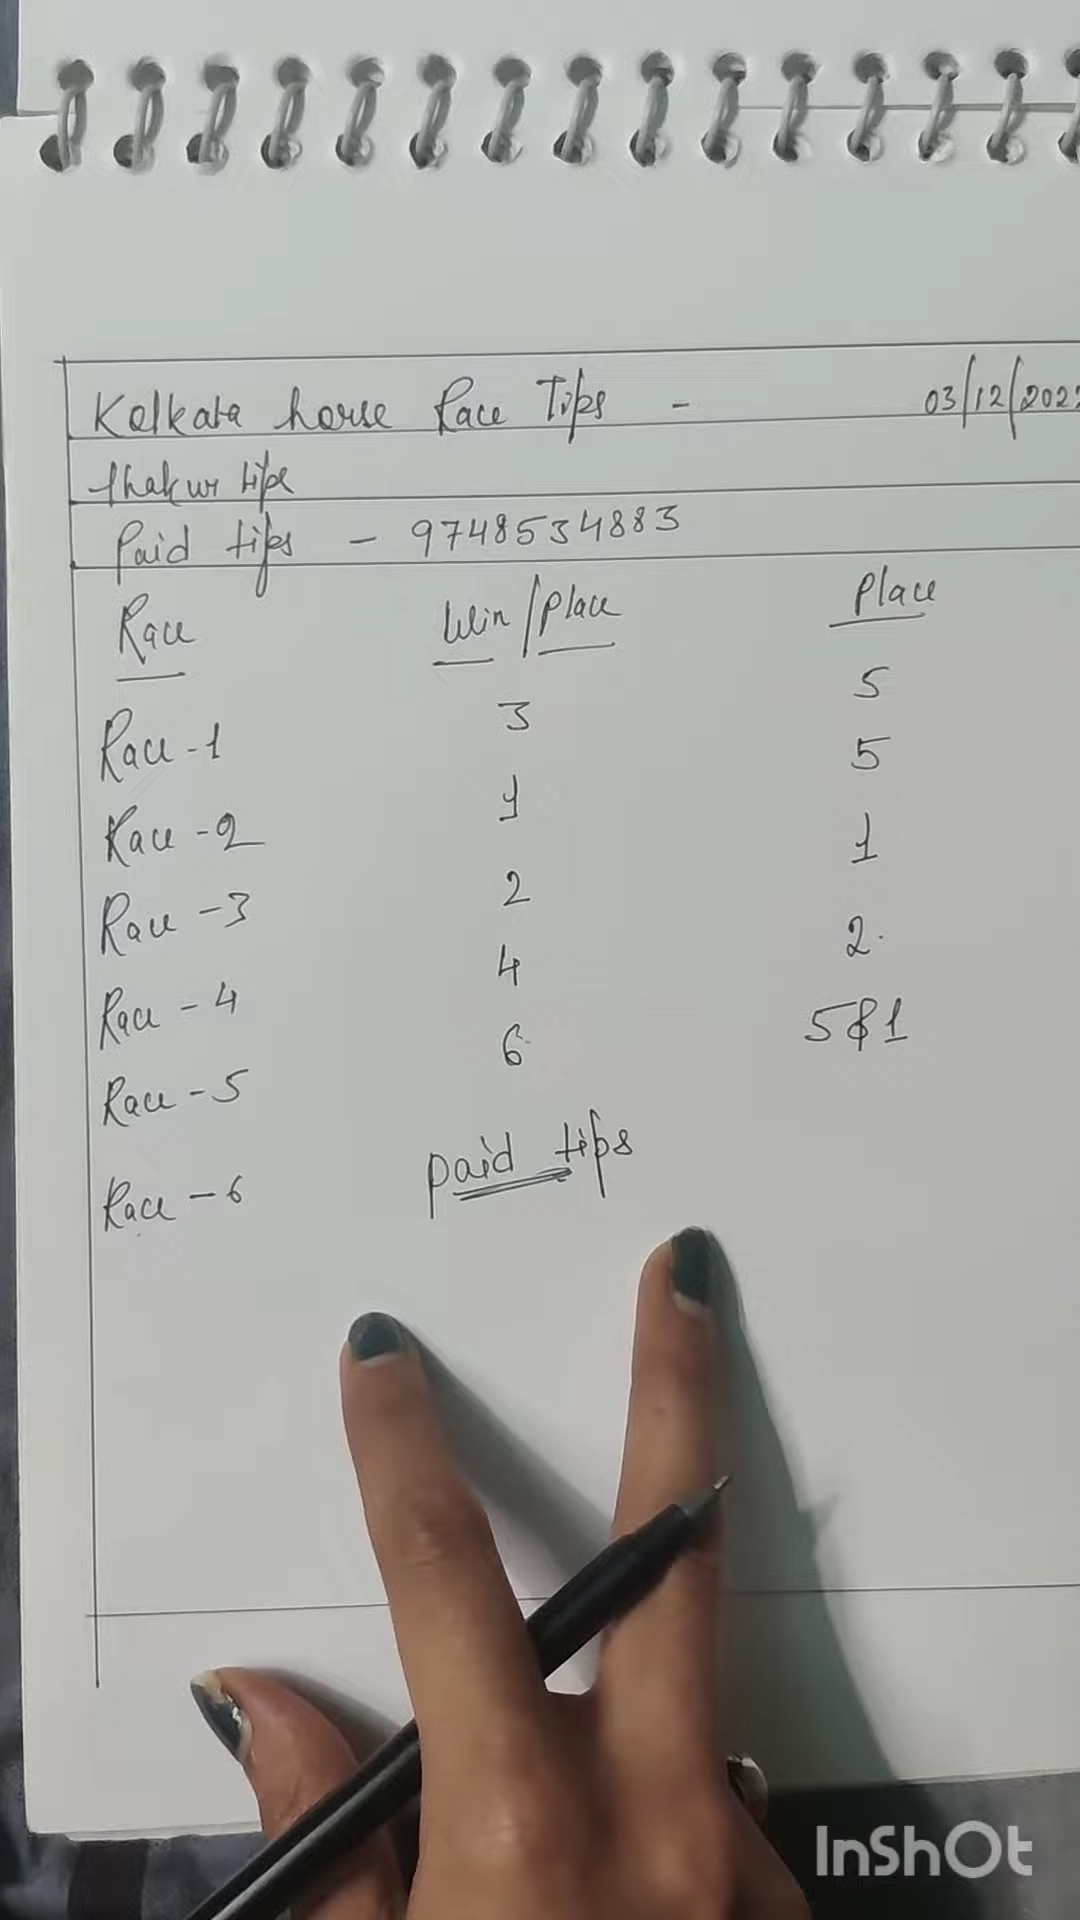 Kolkata horse Race Tips - 03/12/2022
thakur tips
Paid tips - 9748534883
Race Win/Place Place
Race-1 3 5
Race-2 1 5
Race-3 2 1
Race-4 4 2.
Race-5 6 5&1
Race-6 paid tips
InShOt